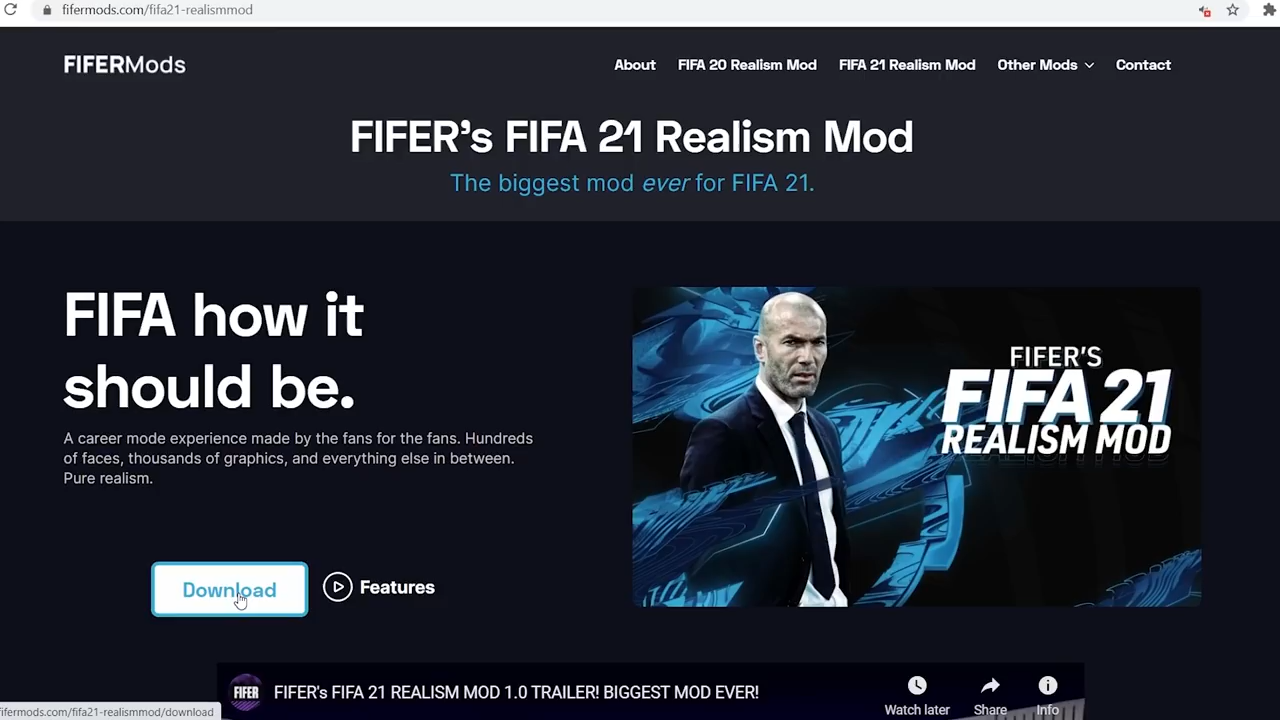 fifermods.com/fifa21-realismmod
FIFERMods
About
FIFA 20 Realism Mod
FIFA 21 Realism Mod
Other Mods
Contact
FIFER’s FIFA 21 Realism Mod
The biggest mod ever for FIFA 21.
FIFA how it
should be.
A career mode experience made by the fans for the fans. Hundreds
of faces, thousands of graphics, and everything else in between.
Pure realism.
FIFER'S
FIFA 21
REALISM MOD
Download
Features
FIFER
FIFER's FIFA 21 REALISM MOD 1.0 TRAILER! BIGGEST MOD EVER!
Watch later
Share
Info
fifermods.com/fifa21-realismmod/download